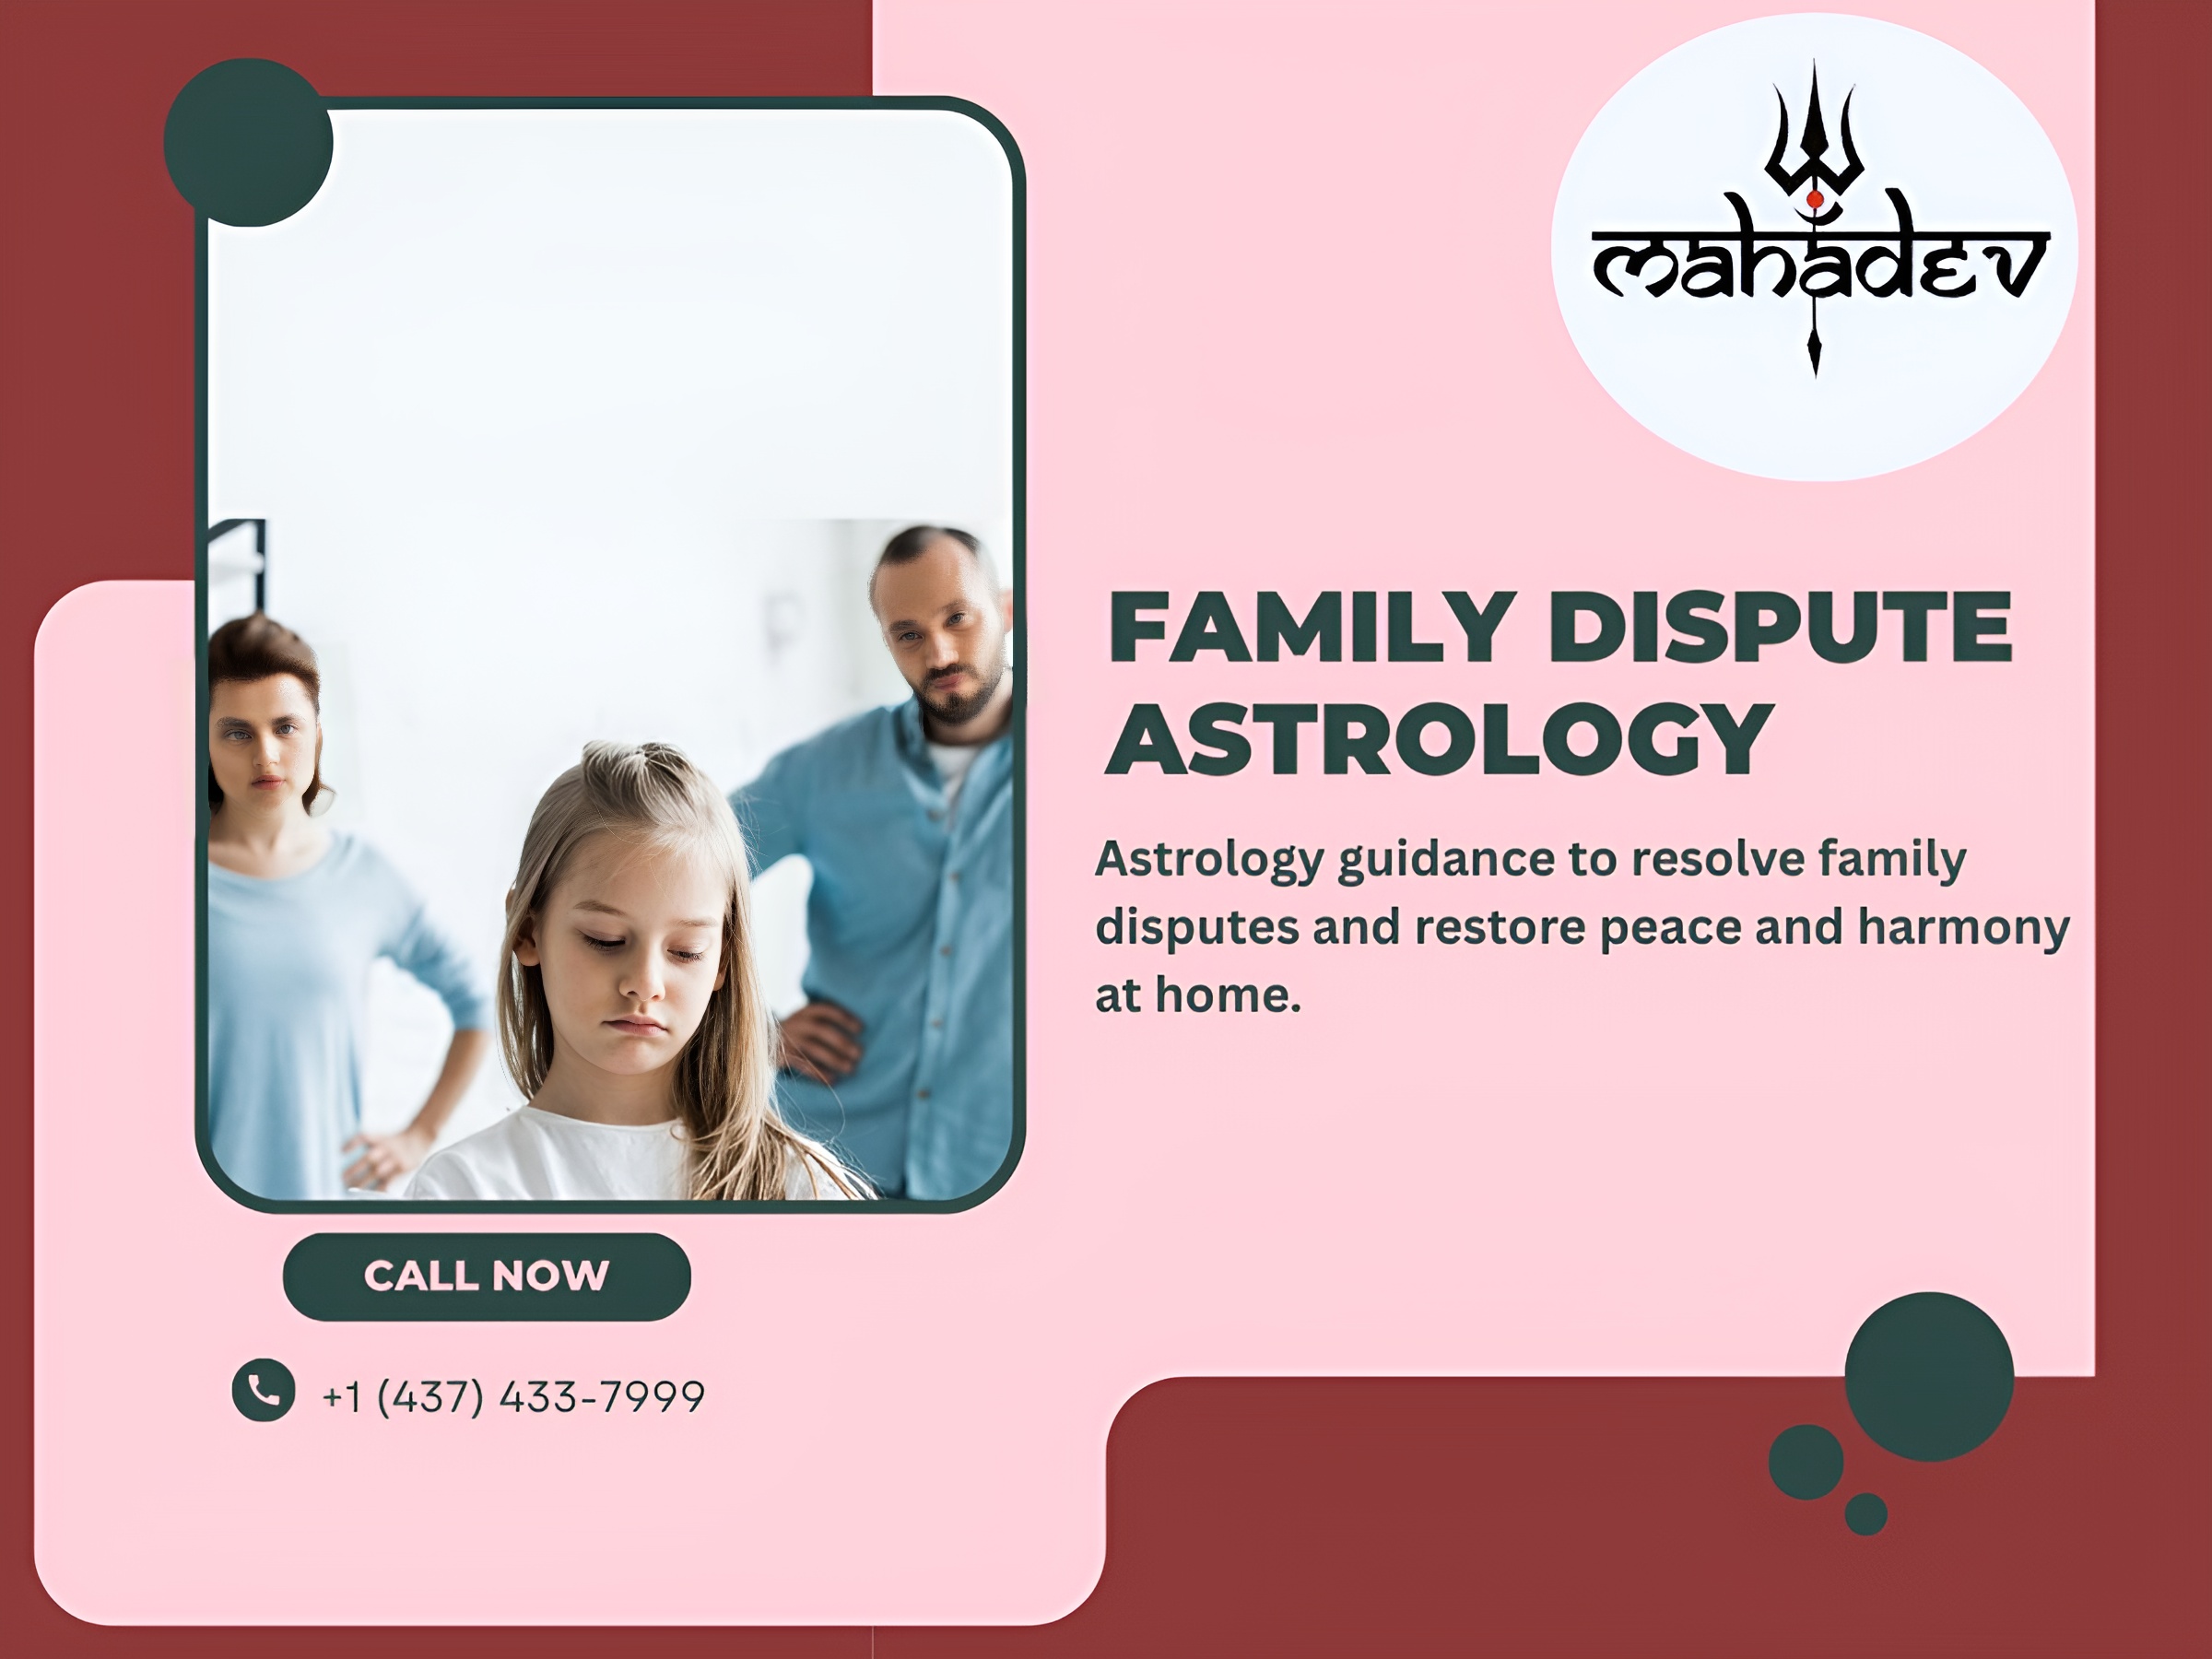 mahadev
FAMILY DISPUTE
ASTROLOGY
Astrology guidance to resolve family
disputes and restore peace and harmony
at home.
CALL NOW
+1 (437) 433-7999